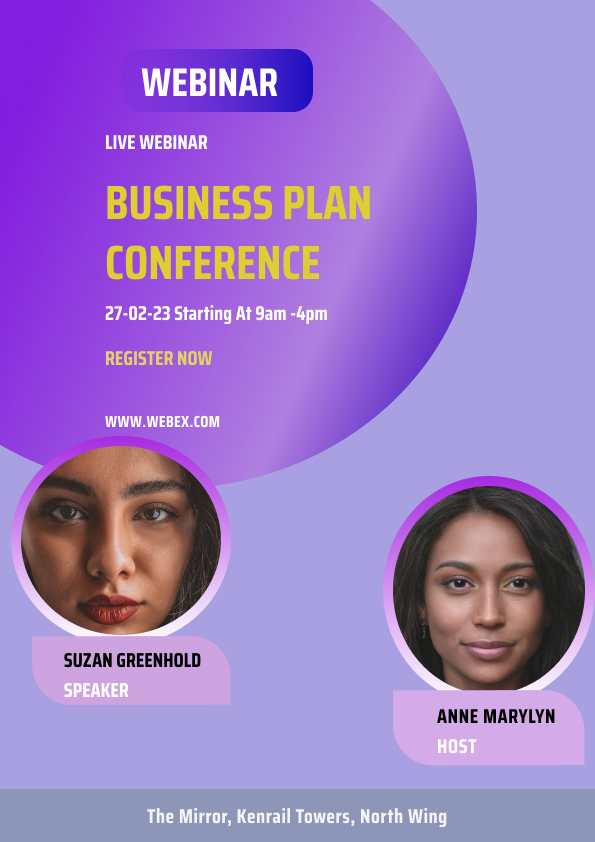 WEBINAR
LIVE WEBINAR
BUSINESS PLAN
CONFERENCE
27-02-23 Starting At 9am -4pm
REGISTER NOW
WWW.WEBEX.COM
SUZAN GREENHOLD
SPEAKER
ANNE MARYLYN
HOST
The Mirror, Kenrail Towers, North Wing